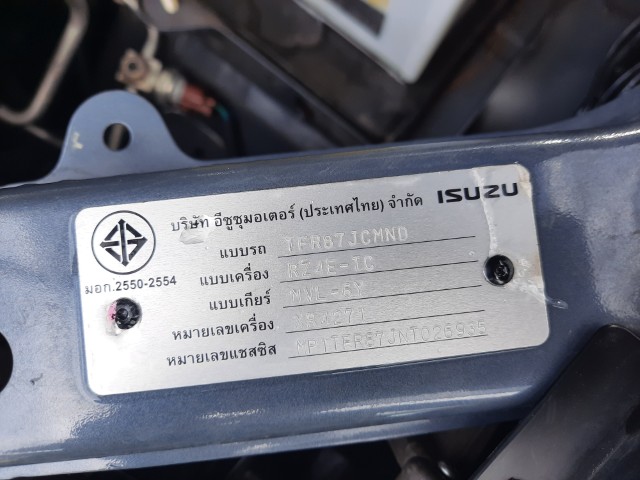 บริษัท อีซูซุมอเตอร์ (ประเทศไทย) จำกัด ISUZU
แบบรถ TFR87JCMND
มอก.2550-2554
แบบเครื่อง RZ4E-TC
แบบเกียร์
หมายเลขเครื่อง
หมายเลขแชสซิส